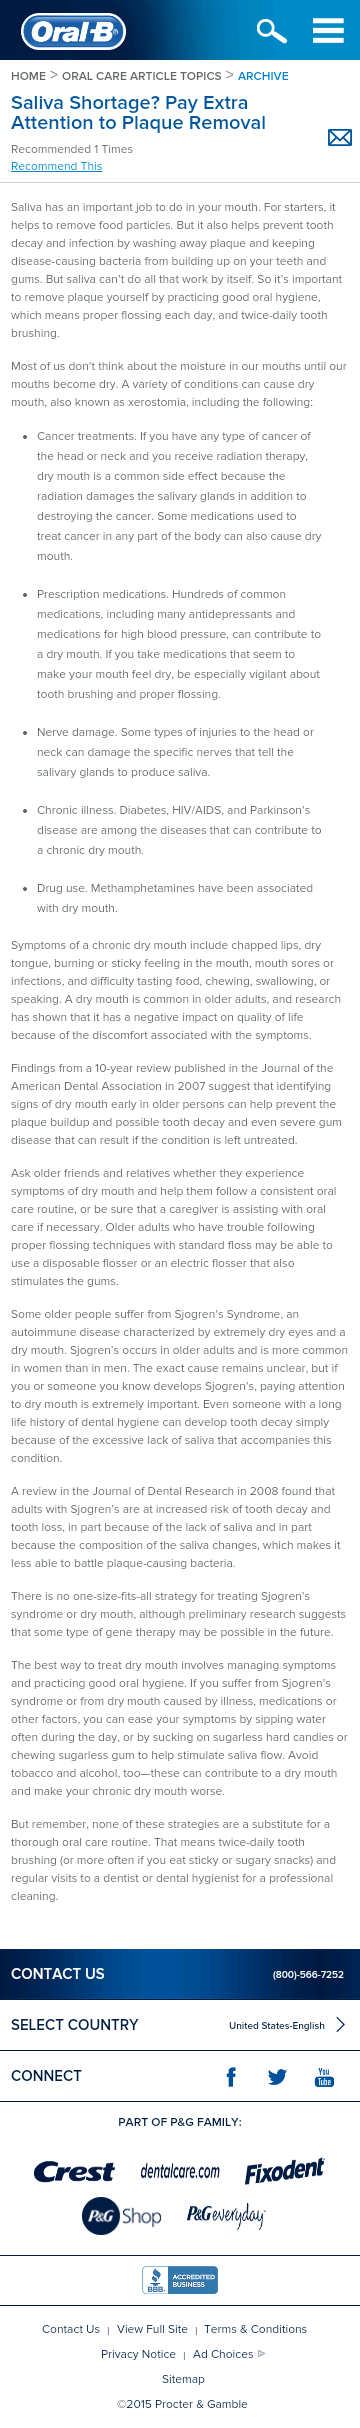 Oral-B
HOME > ORAL CARE ARTICLE TOPICS > ARCHIVE
Saliva Shortage? Pay Extra
Attention to Plaque Removal
Recommended 1 Times
Recommend This
Saliva has an important job to do in your mouth. For starters, it
helps to remove food particles. But it also helps prevent tooth
decay and infection by washing away plaque and keeping
disease-causing bacteria from building up on your teeth and
gums. But saliva can't do all that work by itself. So it's important
to remove plaque yourself by practicing good oral hygiene,
which means proper flossing each day, and twice-daily tooth
brushing.
Most of us don't think about the moisture in our mouths until our
mouths become dry. A variety of conditions can cause dry
mouth, also known as xerostomia, including the following:
• Cancer treatments. If you have any type of cancer of
the head or neck and you receive radiation therapy,
dry mouth is a common side effect because the
radiation damages the salivary glands in addition to
destroying the cancer. Some medications used to
treat cancer in any part of the body can also cause dry
mouth.
• Prescription medications. Hundreds of common
medications, including many antidepressants and
medications for high blood pressure, can contribute to
a dry mouth. If you take medications that seem to
make your mouth feel dry, be especially vigilant about
tooth brushing and proper flossing.
• Nerve damage. Some types of injuries to the head or
neck can damage the specific nerves that tell the
salivary glands to produce saliva.
• Chronic illness. Diabetes, HIV/AIDS, and Parkinson's
disease are among the diseases that can contribute to
a chronic dry mouth.
• Drug use. Methamphetamines have been associated
with dry mouth.
Symptoms of a chronic dry mouth include chapped lips, dry
tongue, burning or sticky feeling in the mouth, mouth sores or
infections, and difficulty tasting food, chewing, swallowing, or
speaking. A dry mouth is common in older adults, and research
has shown that it has a negative impact on quality of life
because of the discomfort associated with the symptoms.
Findings from a 10-year review published in the Journal of the
American Dental Association in 2007 suggest that identifying
signs of dry mouth early in older persons can help prevent the
plaque buildup and possible tooth decay and even severe gum
disease that can result if the condition is left untreated.
Ask older friends and relatives whether they experience
symptoms of dry mouth and help them follow a consistent oral
care routine, or be sure that a caregiver is assisting with oral
care if necessary. Older adults who have trouble following
proper flossing techniques with standard floss may be able to
use a disposable flosser or an electric flosser that also
stimulates the gums.
Some older people suffer from Sjogren's Syndrome, an
autoimmune disease characterized by extremely dry eyes and a
dry mouth. Sjogren's occurs in older adults and is more common
in women than in men. The exact cause remains unclear, but if
you or someone you know develops Sjogren's, paying attention
to dry mouth is extremely important. Even someone with a long
life history of dental hygiene can develop tooth decay simply
because of the excessive lack of saliva that accompanies this
condition.
A review in the Journal of Dental Research in 2008 found that
adults with Sjogren's are at increased risk of tooth decay and
tooth loss, in part because of the lack of saliva and in part
because the composition of the saliva changes, which makes it
less able to battle plaque-causing bacteria.
There is no one-size-fits-all strategy for treating Sjogren's
syndrome or dry mouth, although preliminary research suggests
that some type of gene therapy may be possible in the future.
The best way to treat dry mouth involves managing symptoms
and practicing good oral hygiene. If you suffer from Sjogren's
syndrome or from dry mouth caused by illness, medications or
other factors, you can ease your symptoms by sipping water
often during the day, or by sucking on sugarless hard candies or
chewing sugarless gum to help stimulate saliva flow. Avoid
tobacco and alcohol, too—these can contribute to a dry mouth
and make your chronic dry mouth worse.
But remember, none of these strategies are a substitute for a
thorough oral care routine. That means twice-daily tooth
brushing (or more often if you eat sticky or sugary snacks) and
regular visits to a dentist or dental hygienist for a professional
cleaning.
CONTACT US (800)-566-7252
SELECT COUNTRY United States-English
CONNECT You Tube
PART OF P&G FAMILY:
Crest dentalcare.com Fixodent
P&G Shop P&G everyday
BBB. ACCREDITED BUSINESS
Contact Us | View Full Site | Terms & Conditions
Privacy Notice | Ad Choices
Sitemap
©2015 Procter & Gamble